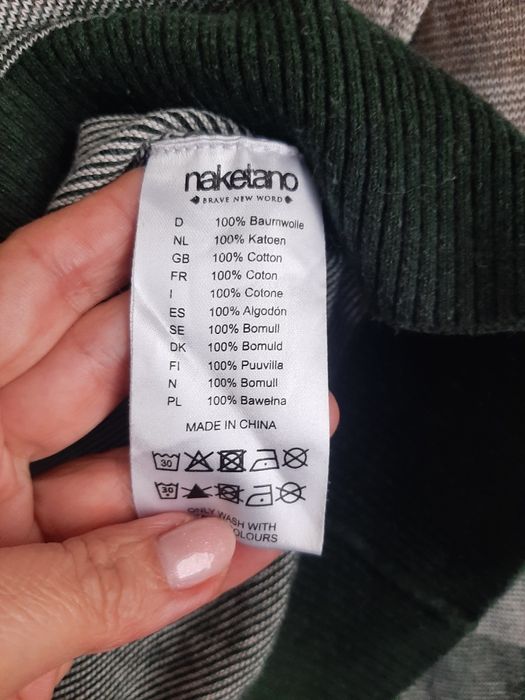 naketano
BRAVE NEW WORD
D 100% Baumwolle
NL 100% Katoen
GB 100% Cotton
FR 100% Coton
I 100% Cotone
ES 100% Algodón
SE 100% Bomull
DK 100% Bomuld
FI 100% Puuvilla
N 100% Bomull
PL 100% Bawełna
MADE IN CHINA
30
30
ONLY WASH WITH
COLOURS